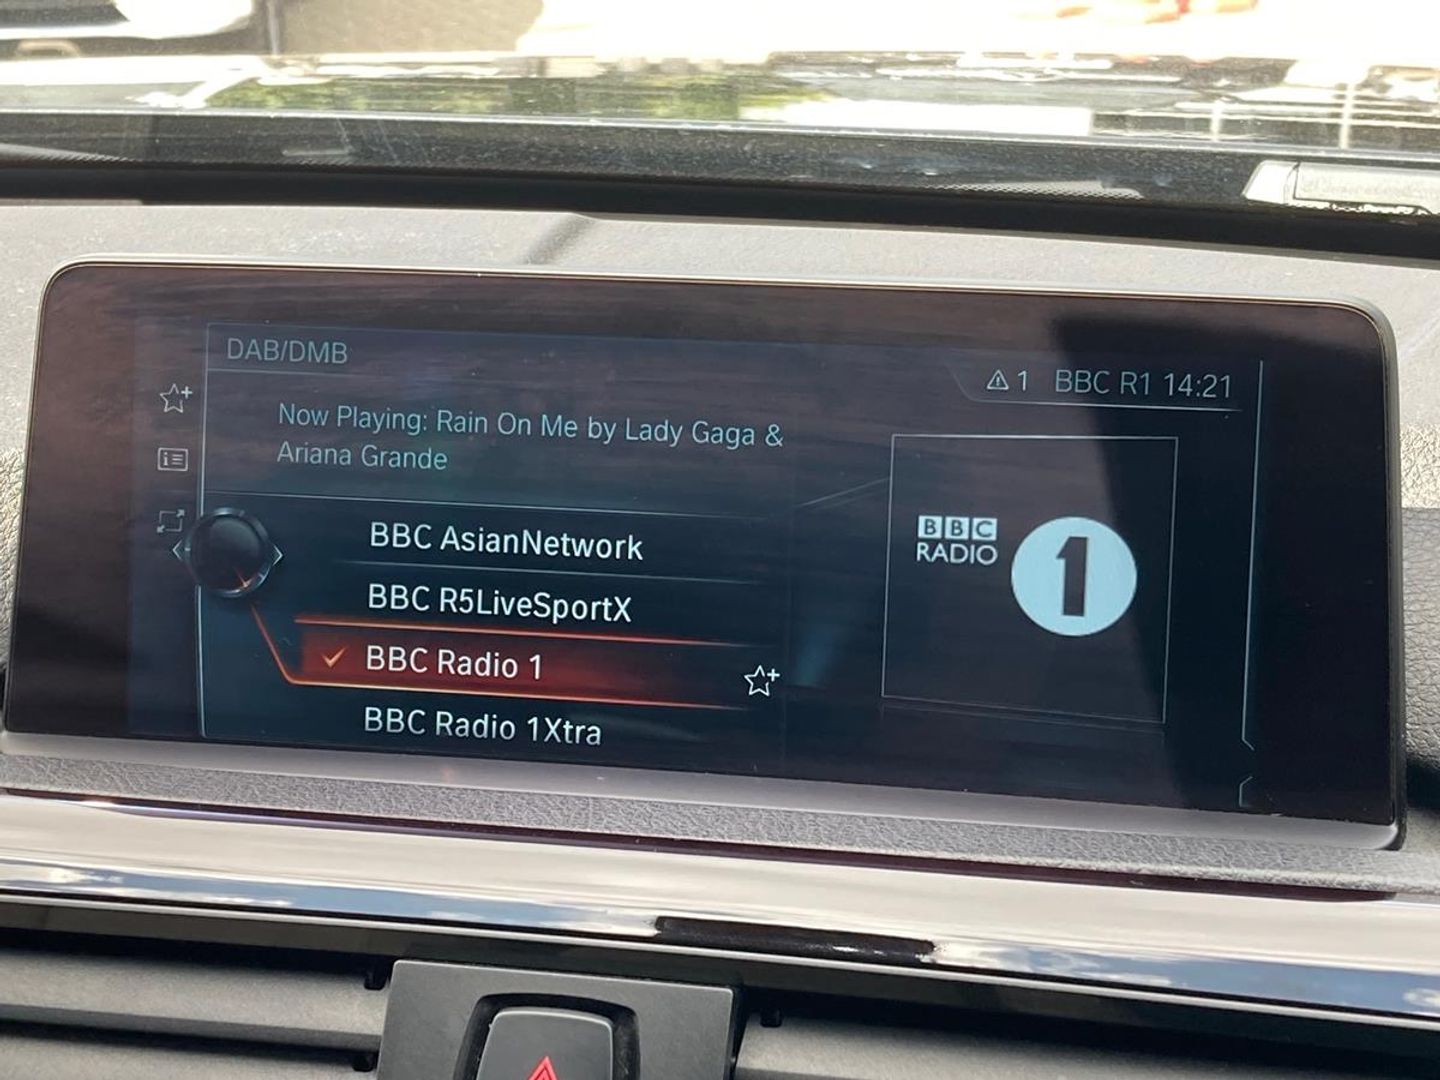 DAB/DMB
1 BBC R1 14:21
Now Playing: Rain On Me by Lady Gaga &
Ariana Grande
BBC AsianNetwork
BBC R5LiveSportX
BBC Radio 1
BBC Radio 1Xtra
BBC
RADIO
1